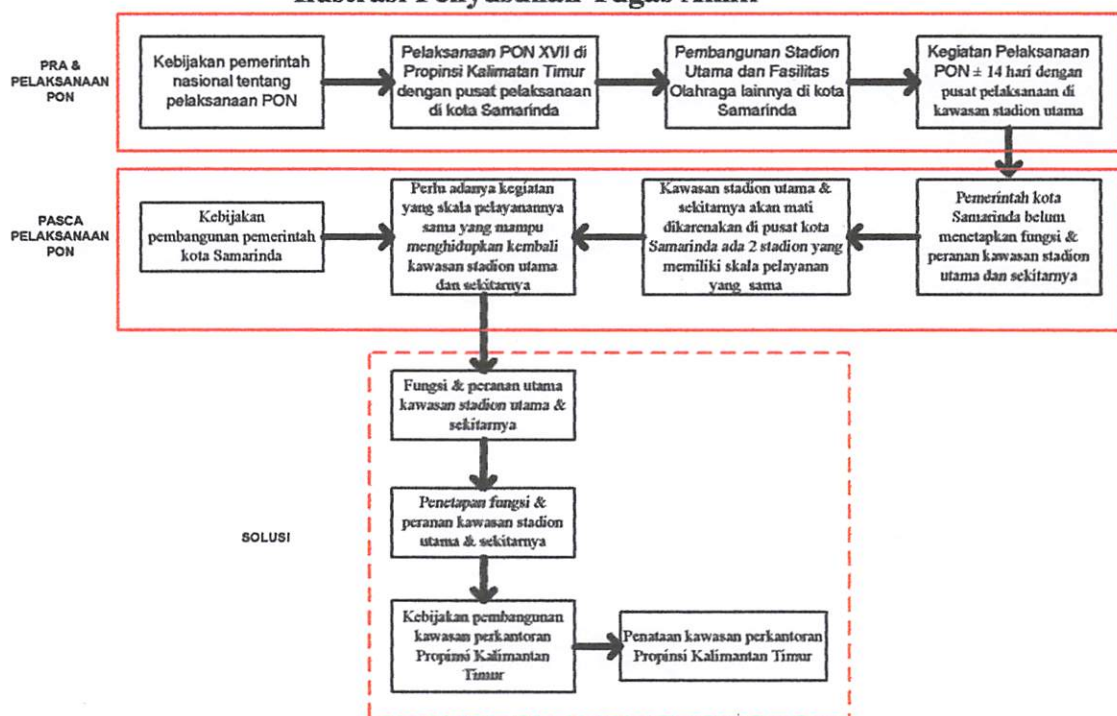 Ilustrasi Penyusunan Tugas Akhir
PRA &
PELAKSANAAN
PON
Kebijakan pemerintah
nasional tentang
pelaksanaan PON
Pelaksanaan PON XVII di
Propinsi Kalimatan Timur
dengan pusat pelaksanaan
di kota Samarinda
Pembangunan Stadion
Utama dan Fasilitas
Olahraga lainnya di kota
Samarinda
Kegiatan Pelaksanaan
PON ± 14 hari dengan
pusat pelaksanaan di
kawasan stadion utama
PASCA
PELAKSANAAN
PON
Kebijakan
pembangunan pemerintah
kota Samarinda
Perlu adanya kegiatan
yang skala pelayanannya
sama yang mampu
menghidupkan kembali
kawasan stadion utama
dan sekitarnya
Kawasan stadion utama &
sekitarnya akan mati
dikarenakan di pusat kota
Samarinda ada 2 stadion yang
memiliki skala pelayanan
yang sama
Pemerintah kota
Samarinda belum
menetapkan fungsi &
peranan kawasan stadion
utama dan sekitarnya
SOLUSI
Fungsi & peranan utama
kawasan stadion utama &
sekitarnya
Penetapan fungsi &
peranan kawasan stadion
utama & sekitarnya
Kebijakan pembangunan
kawasan perkantoran
Propinsi Kalimantan
Timur
Penataan kawasan perkantoran
Propinsi Kalimantan Timur